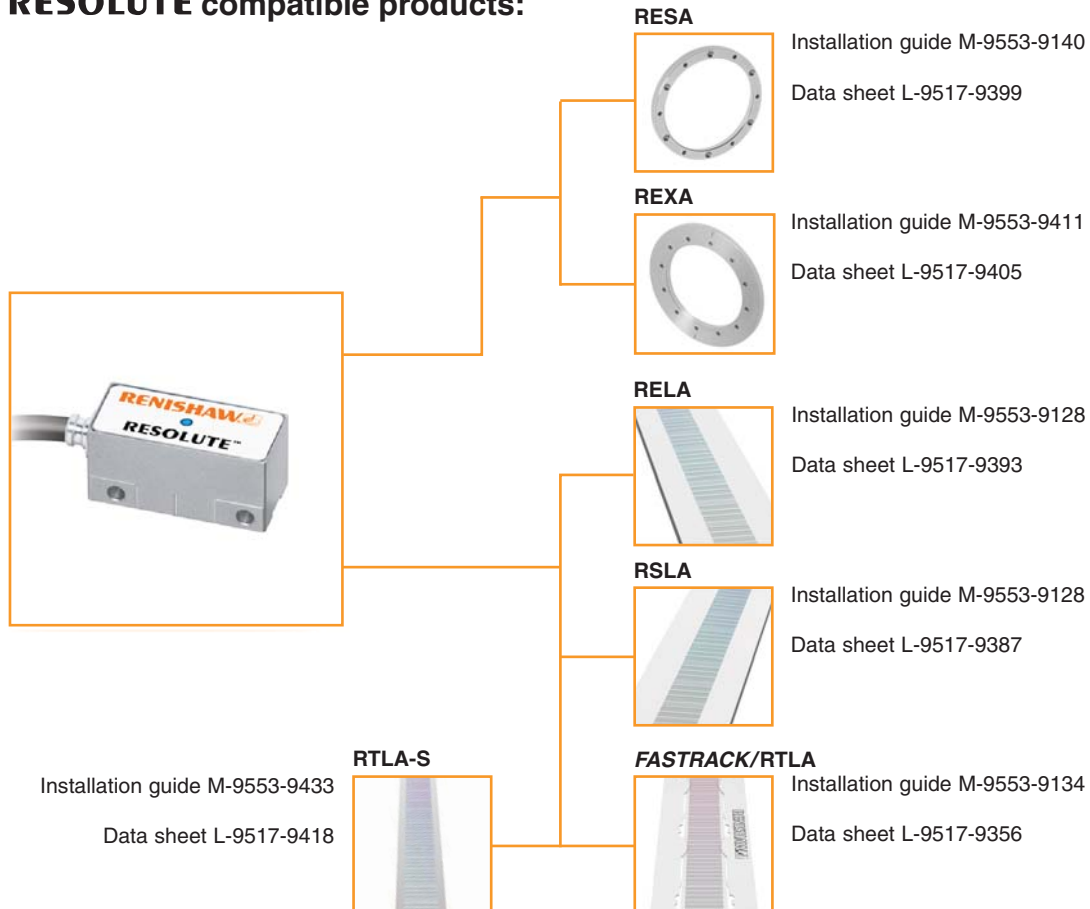 RESOLUTE compatible products:
RESA
Installation guide M-9553-9140
Data sheet L-9517-9399
REXA
Installation guide M-9553-9411
Data sheet L-9517-9405
RENISHAW
RESOLUTE™
RELA
Installation guide M-9553-9128
Data sheet L-9517-9393
RSLA
Installation guide M-9553-9128
Data sheet L-9517-9387
RTLA-S
Installation guide M-9553-9433
Data sheet L-9517-9418
FASTRACK/RTLA
Installation guide M-9553-9134
Data sheet L-9517-9356